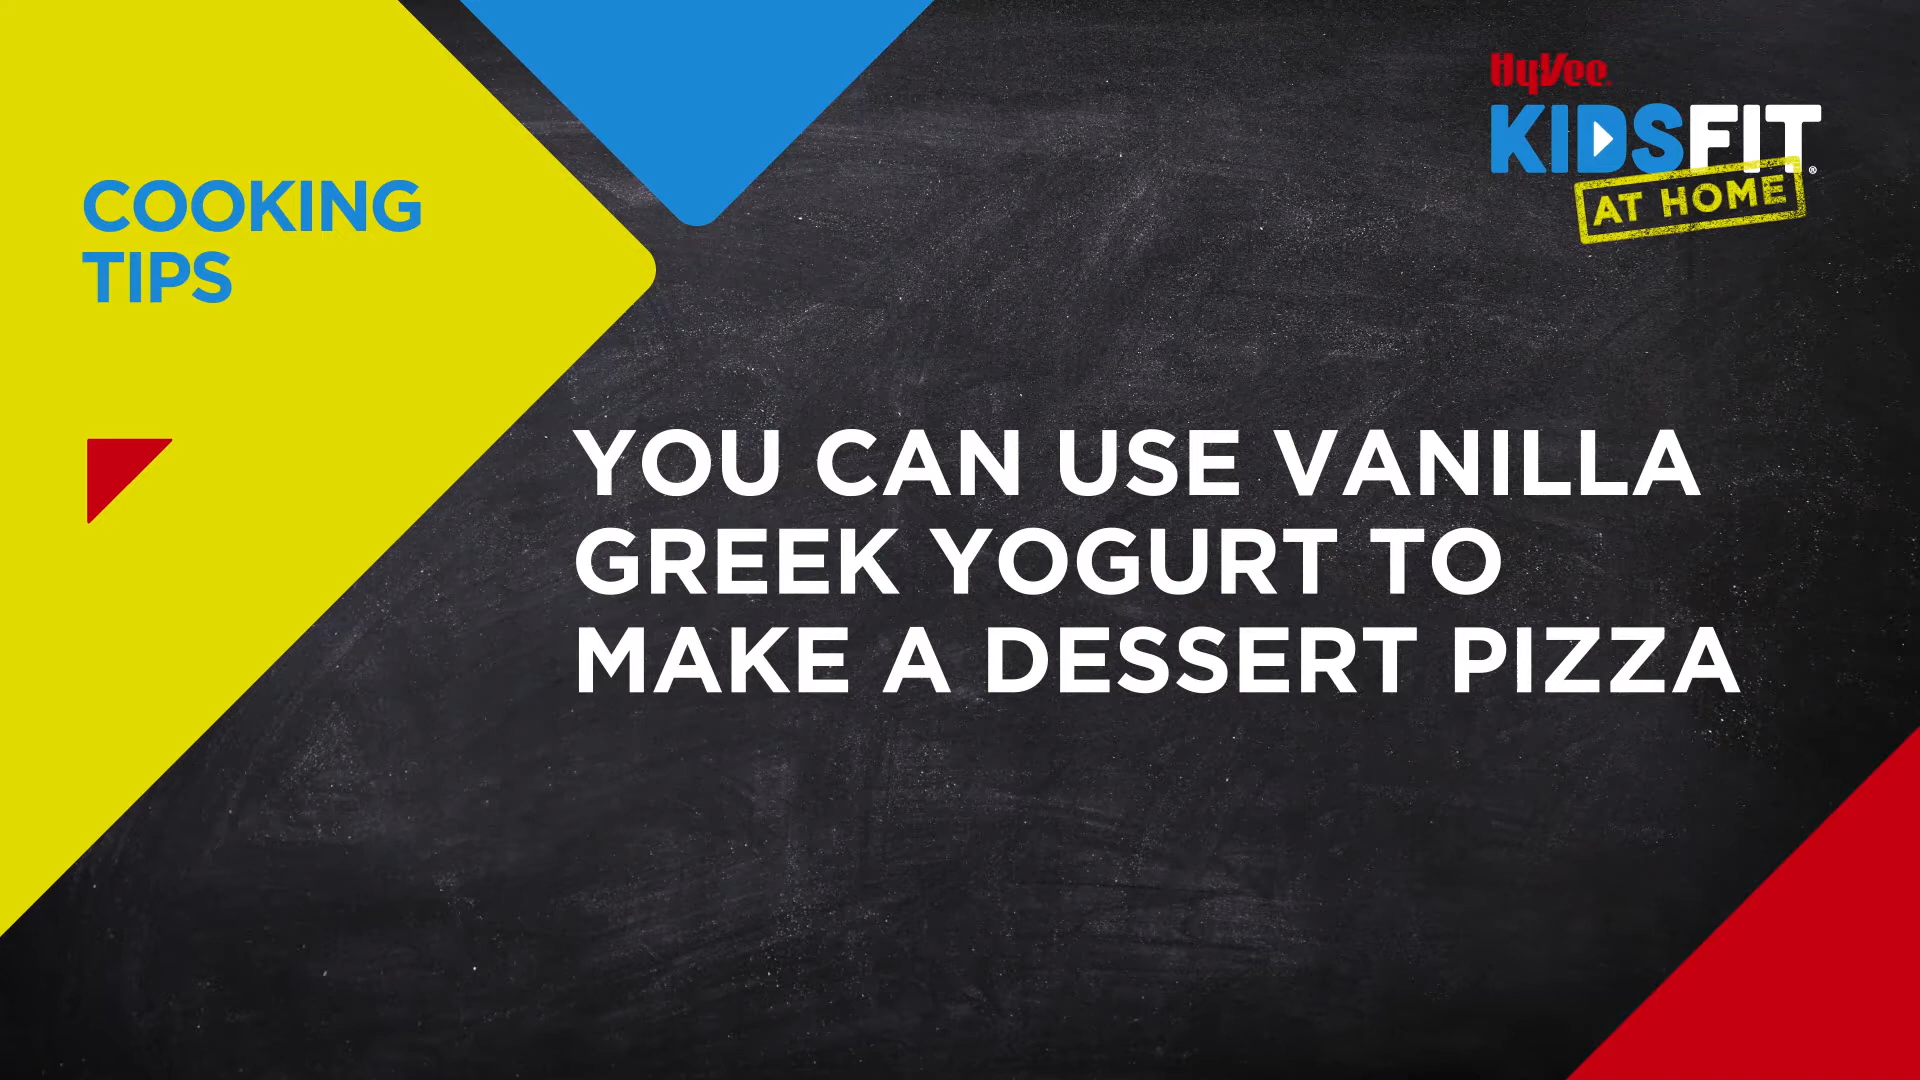 COOKING
TIPS
HyVee
KIDSFIT®
AT HOME
YOU CAN USE VANILLA
GREEK YOGURT TO
MAKE A DESSERT PIZZA